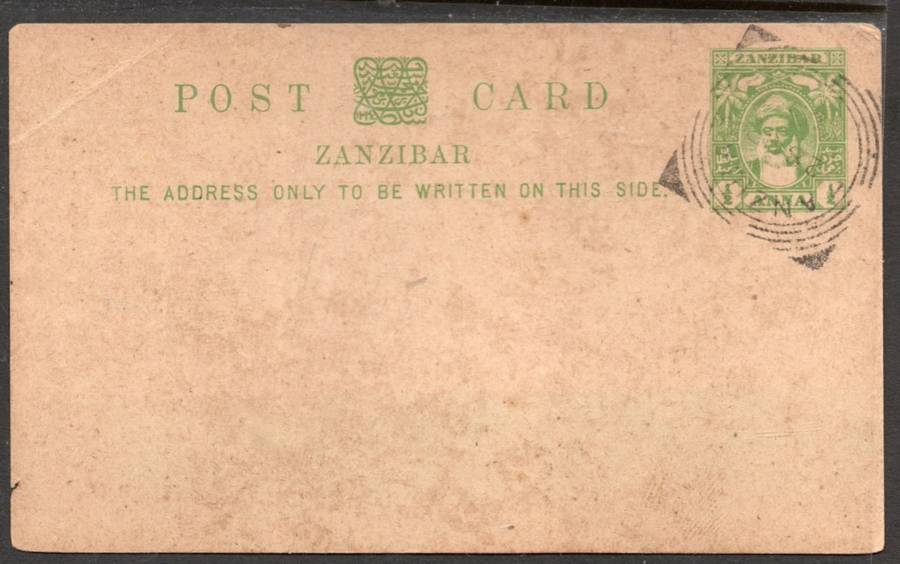 POST CARD
ZANZIBAR
THE ADDRESS ONLY TO BE WRITTEN ON THIS SIDE.
ZANZIBAR
½ ANNA ½